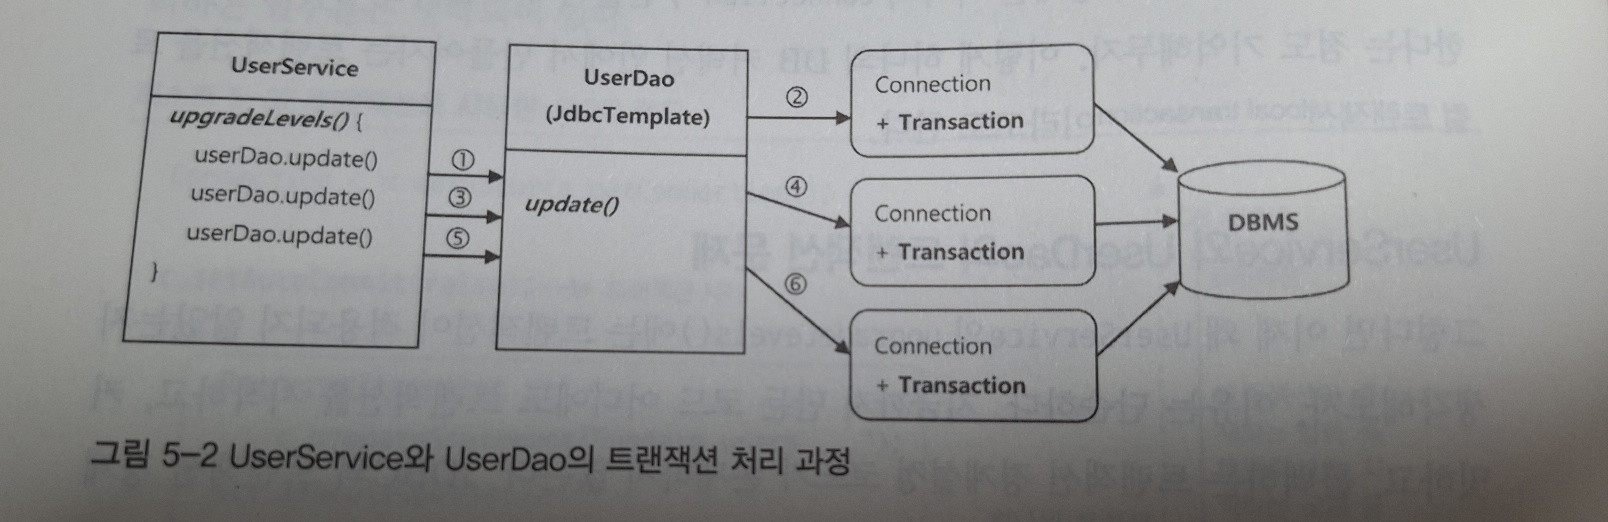 UserService
upgradeLevels() {
userDao.update()
userDao.update()
userDao.update()
}
①
③
⑤
UserDao
(JdbcTemplate)
update()
②
④
⑥
Connection
+ Transaction
Connection
+ Transaction
Connection
+ Transaction
DBMS
그림 5-2 UserService와 UserDao의 트랜잭션 처리 과정